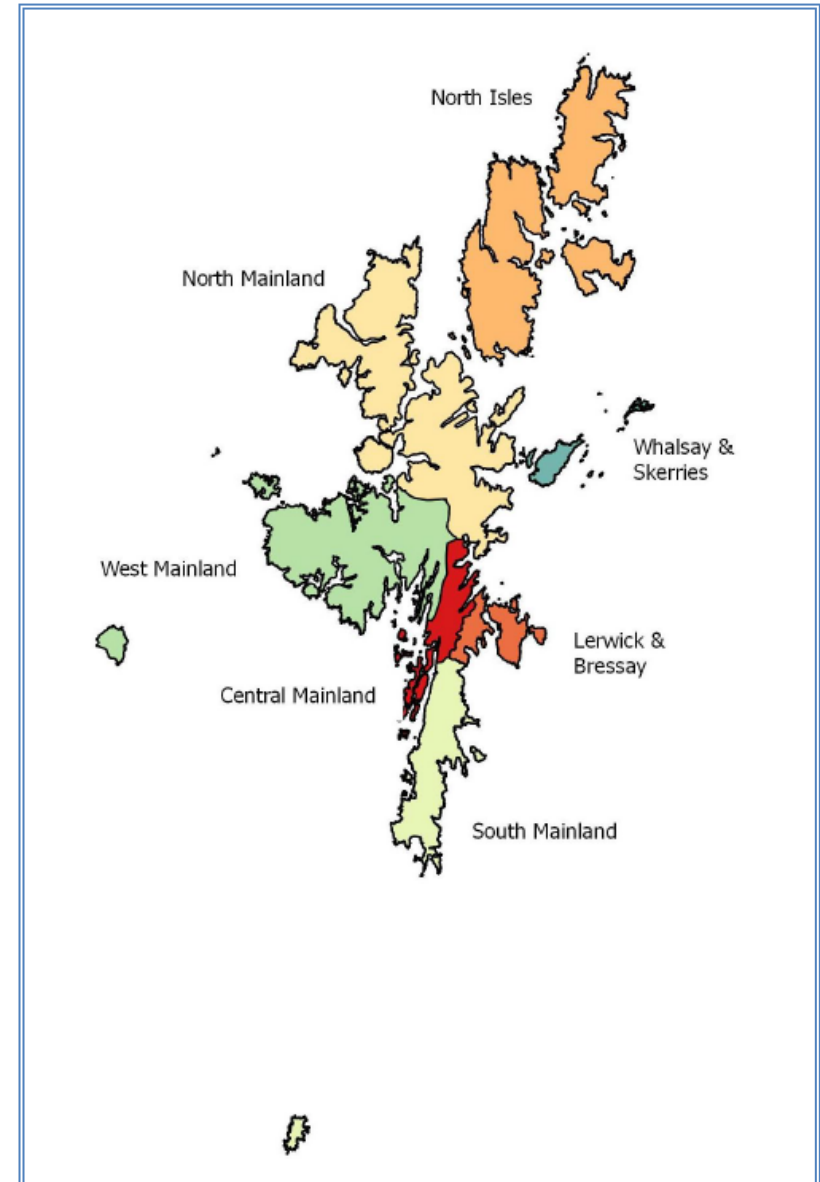 North Isles
North Mainland
Whalsay &
Skerries
West Mainland
Lerwick &
Bressay
Central Mainland
South Mainland